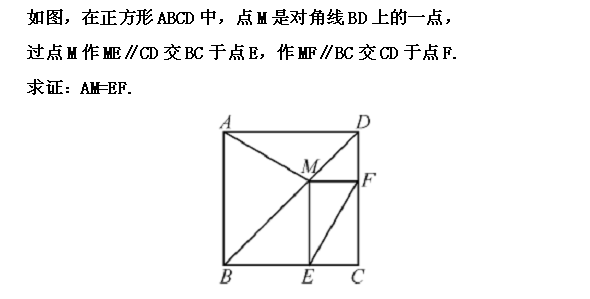 如图，在正方形ABCD中，点M是对角线BD上的一点，
过点M作ME∥CD交BC于点E，作MF∥BC交CD于点F.
求证：AM=EF.
A D
M F
B E C